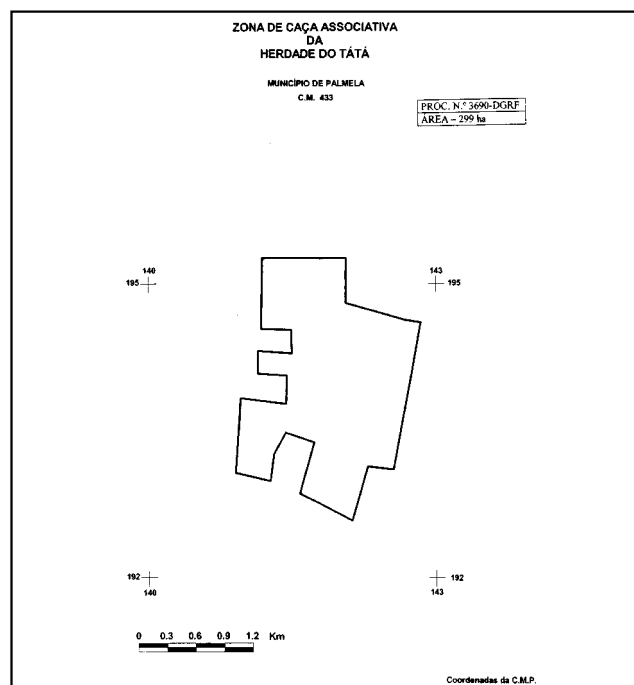 ZONA DE CAÇA ASSOCIATIVA
DA
HERDADE DO TÁTÁ
MUNICÍPIO DE PALMELA
C.M. 433
PROC. N.º 3690-DGRF
ÁREA – 299 ha
140
195
143
195
192
140
192
143
0 0.3 0.6 0.9 1.2 Km
Coordenadas da C.M.P.